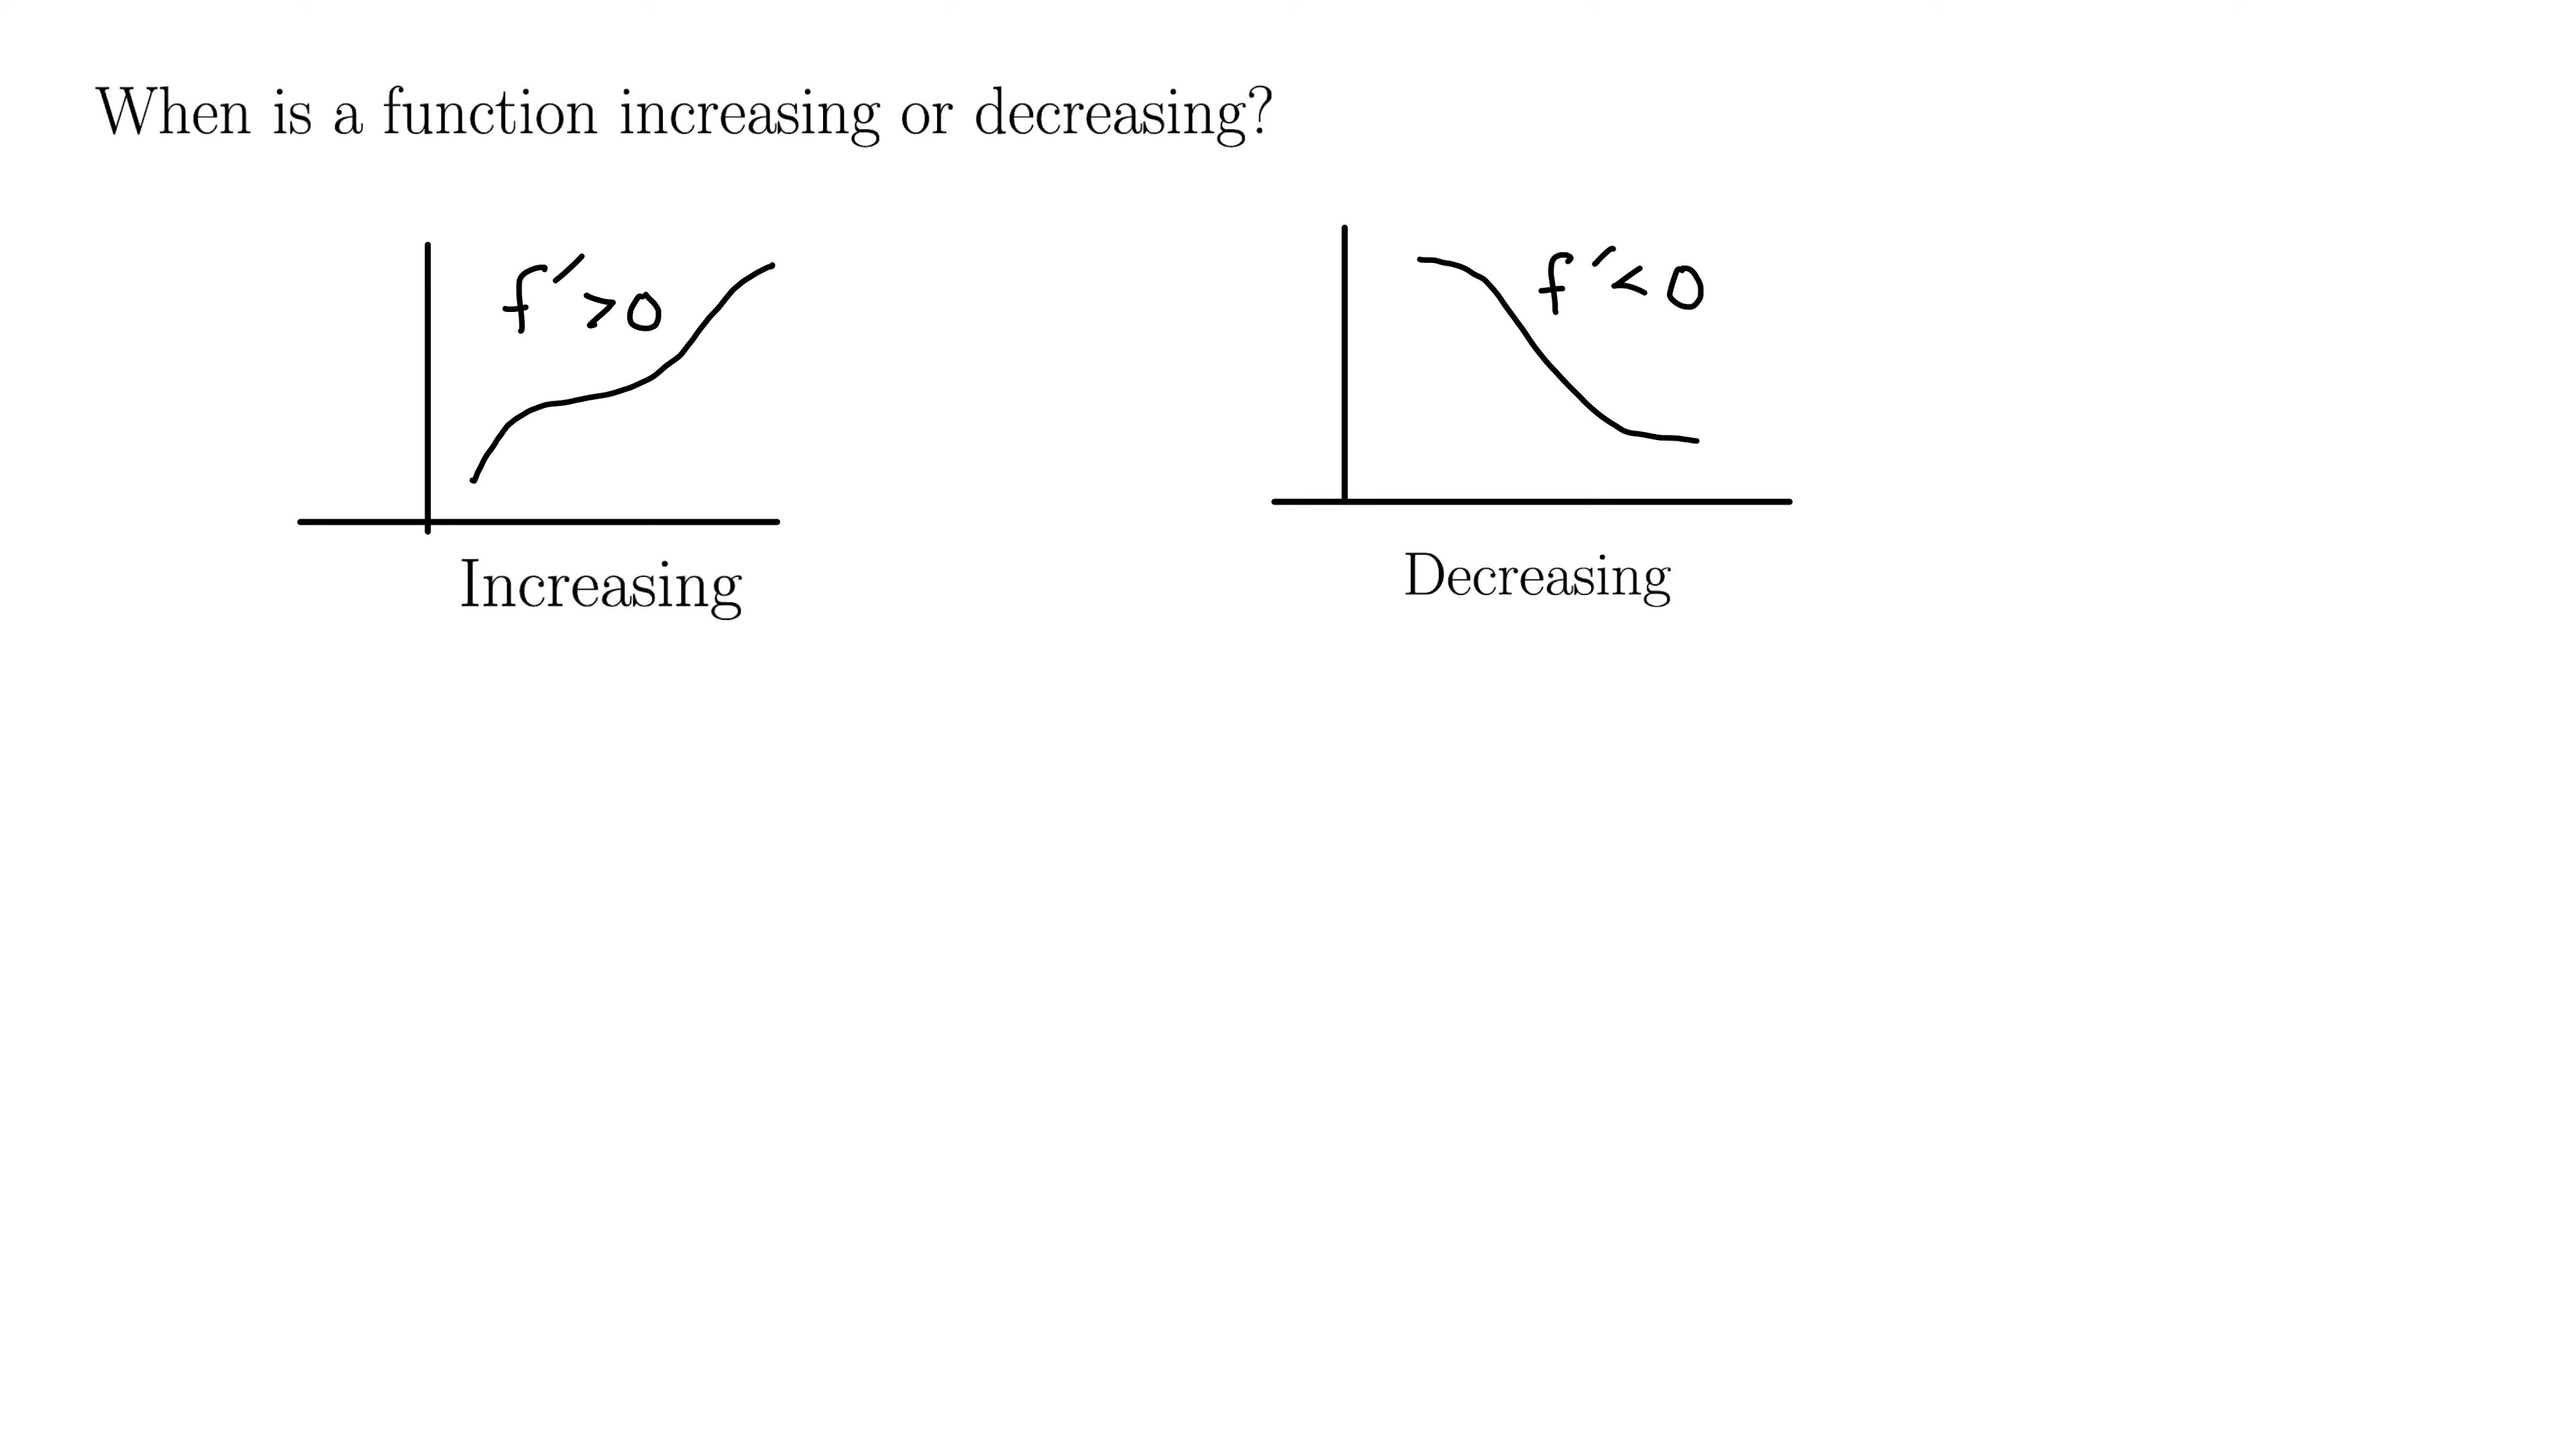 When is a function increasing or decreasing?
f′>0
f′<0
Increasing
Decreasing